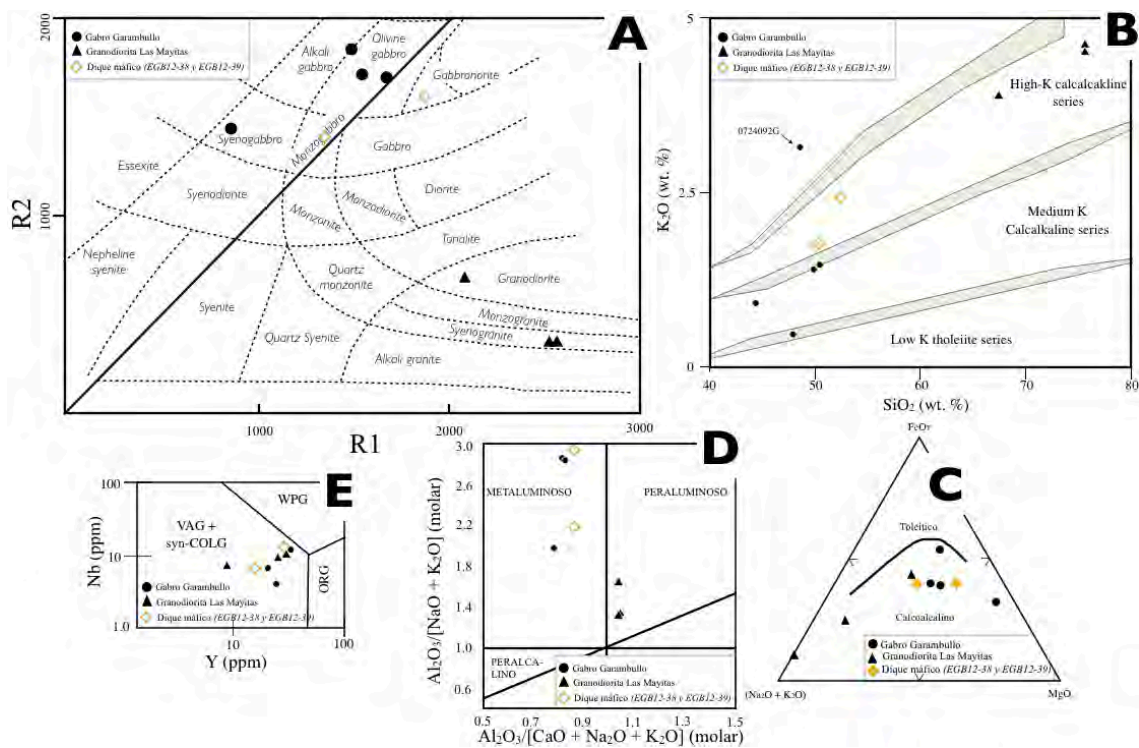 A
2000
1000
R2
Gabro Garambullo
Granodiorita Las Mayitas
Dique máfico (EGB12-38 y EGB12-39)
Alkali
gabbro
Olivine
gabbro
Gabbronorite
Syenogabbro
Monzogabbro
Gabbro
Essexite
Syenodiorite
Monzonite
Monzodiorite
Diorite
Tonalite
Nepheline
syenite
Quartz
monzonite
Granodiorite
Syenite
Monzogranite
Syenogranite
Quartz Syenite
Alkali granite
1000
2000
3000
R1
B
5
2.5
0
K2O (wt. %)
Gabro Garambullo
Granodiorita Las Mayitas
Dique máfico (EGB12-38 y EGB12-39)
0724092G
High-K calcalcakline
series
Medium K
Calcalkaline series
Low K tholeiite series
40
50
60
70
80
SiO2 (wt. %)
E
100
10
1.0
Nb (ppm)
WPG
VAG +
syn-COLG
ORG
Gabro Garambullo
Granodiorita Las Mayitas
Dique máfico (EGB12-38 y EGB12-39)
10
100
Y (ppm)
D
3.0
2.6
2.2
1.8
1.4
1.0
0.6
Al2O3/[NaO + K2O] (molar)
METALUMINOSO
PERALUMINOSO
PERALCA-
LINO
Gabro Garambullo
Granodiorita Las Mayitas
Dique máfico (EGB12-38 y EGB12-39)
0.5
0.7
0.9
1.1
1.3
1.5
Al2O3/[CaO + Na2O + K2O] (molar)
C
FeOT
Toleítico
Calcoalcalino
Gabro Garambullo
Granodiorita Las Mayitas
Dique máfico (EGB12-38 y EGB12-39)
(Na2O + K2O)
MgO